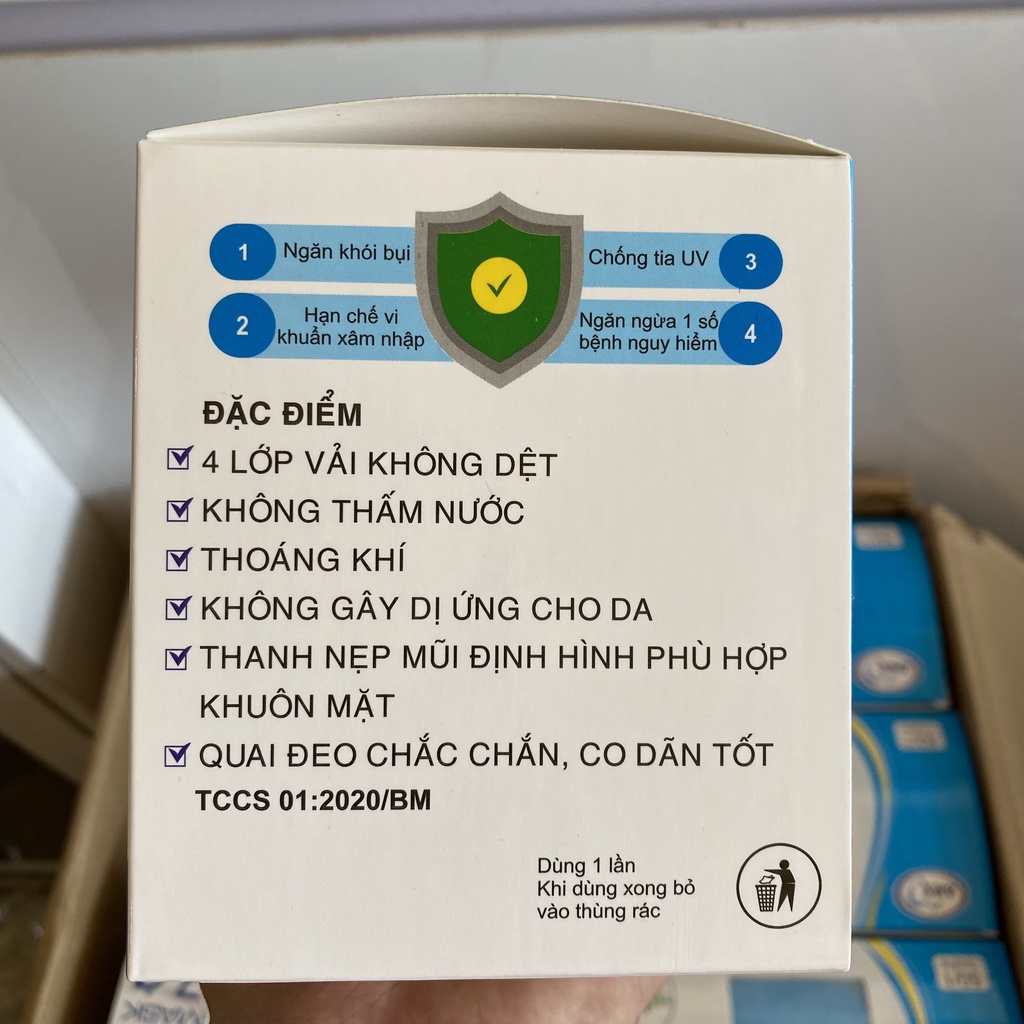 1 Ngăn khói bụi
2 Hạn chế vi
khuẩn xâm nhập
Chống tia UV 3
Ngăn ngừa 1 số
bệnh nguy hiểm 4
ĐẶC ĐIỂM
4 LỚP VẢI KHÔNG DỆT
KHÔNG THẤM NƯỚC
THOÁNG KHÍ
KHÔNG GÂY DỊ ỨNG CHO DA
THANH NẸP MŨI ĐỊNH HÌNH PHÙ HỢP
KHUÔN MẶT
QUAI ĐEO CHẮC CHẮN, CO DÃN TỐT
TCCS 01:2020/BM
Dùng 1 lần
Khi dùng xong bỏ
vào thùng rác